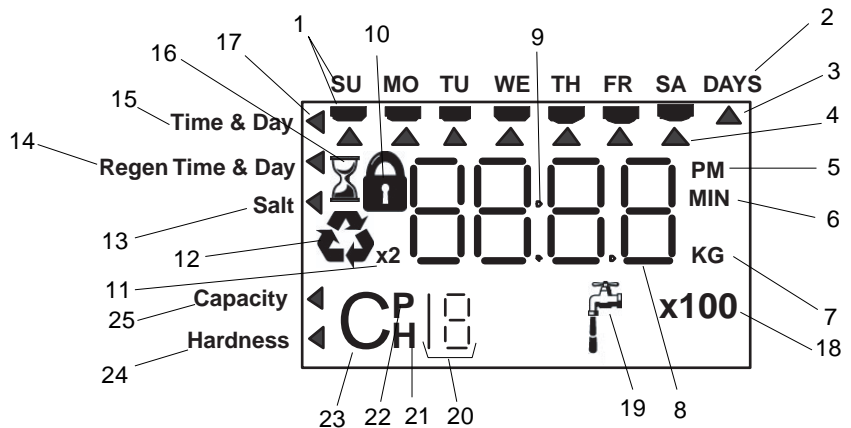 1 10 9 2
16 17
SU MO TU WE TH FR SA DAYS
3
15 Time & Day
4
14 Regen Time & Day
PM 5
Salt
MIN
6
13
12
x2
KG
11
Capacity
25
C P H 18
x100
7
18
Hardness
24
23 22 21 20 19 8